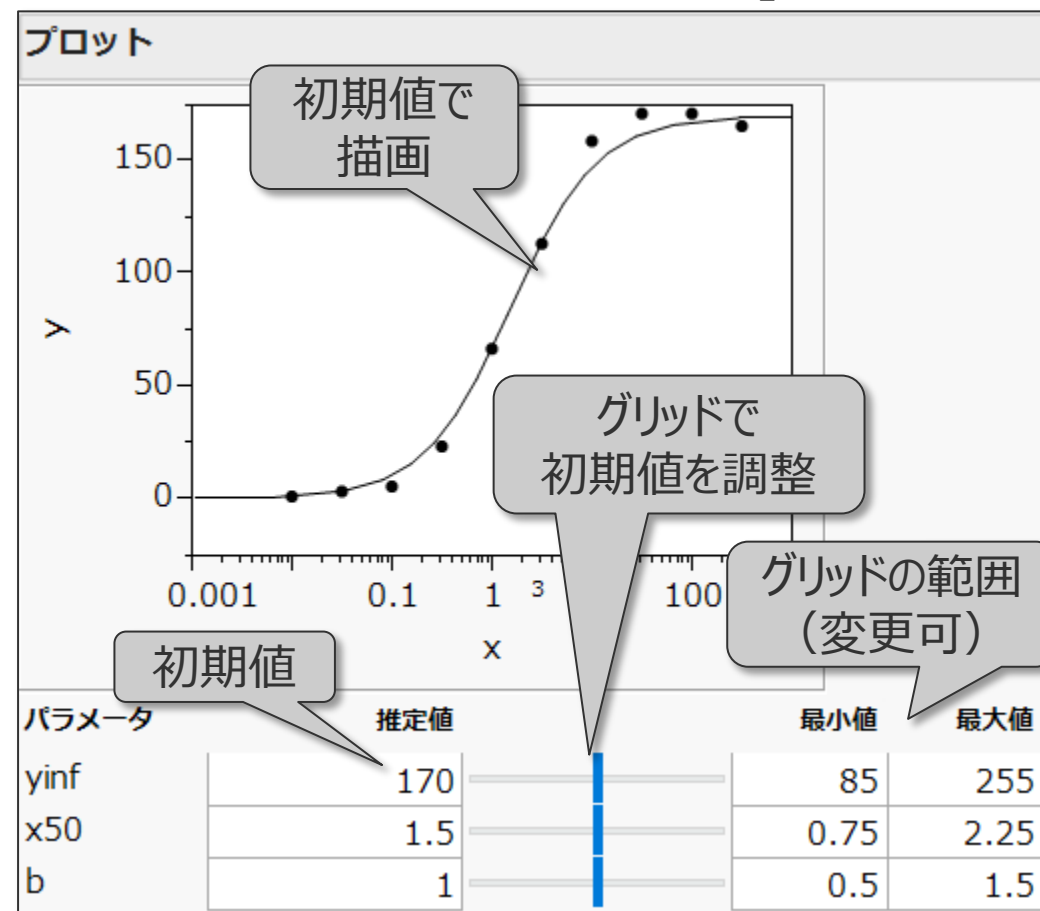 プロット
初期値で
描画
150
100
y
50
0
グリッドで
初期値を調整
0.001 0.1 1 3 100
グリッドの範囲
（変更可）
x
初期値
パラメータ 推定値 最小値 最大値
yinf 170 85 255
x50 1.5 0.75 2.25
b 1 0.5 1.5